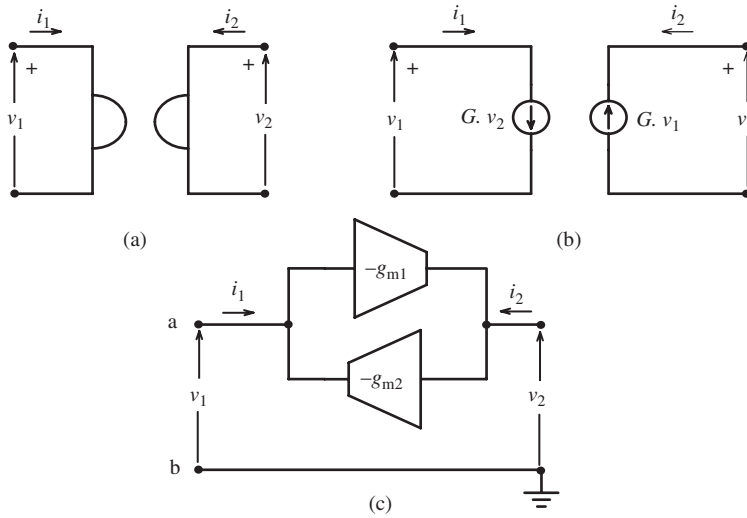 i1 i2 i1 i2
+ + + +
v1 v2 v1 G. v2 G. v1 v
(a) (b)
−gm1
i1 i2
a
−gm2
v1 v2
b
(c)